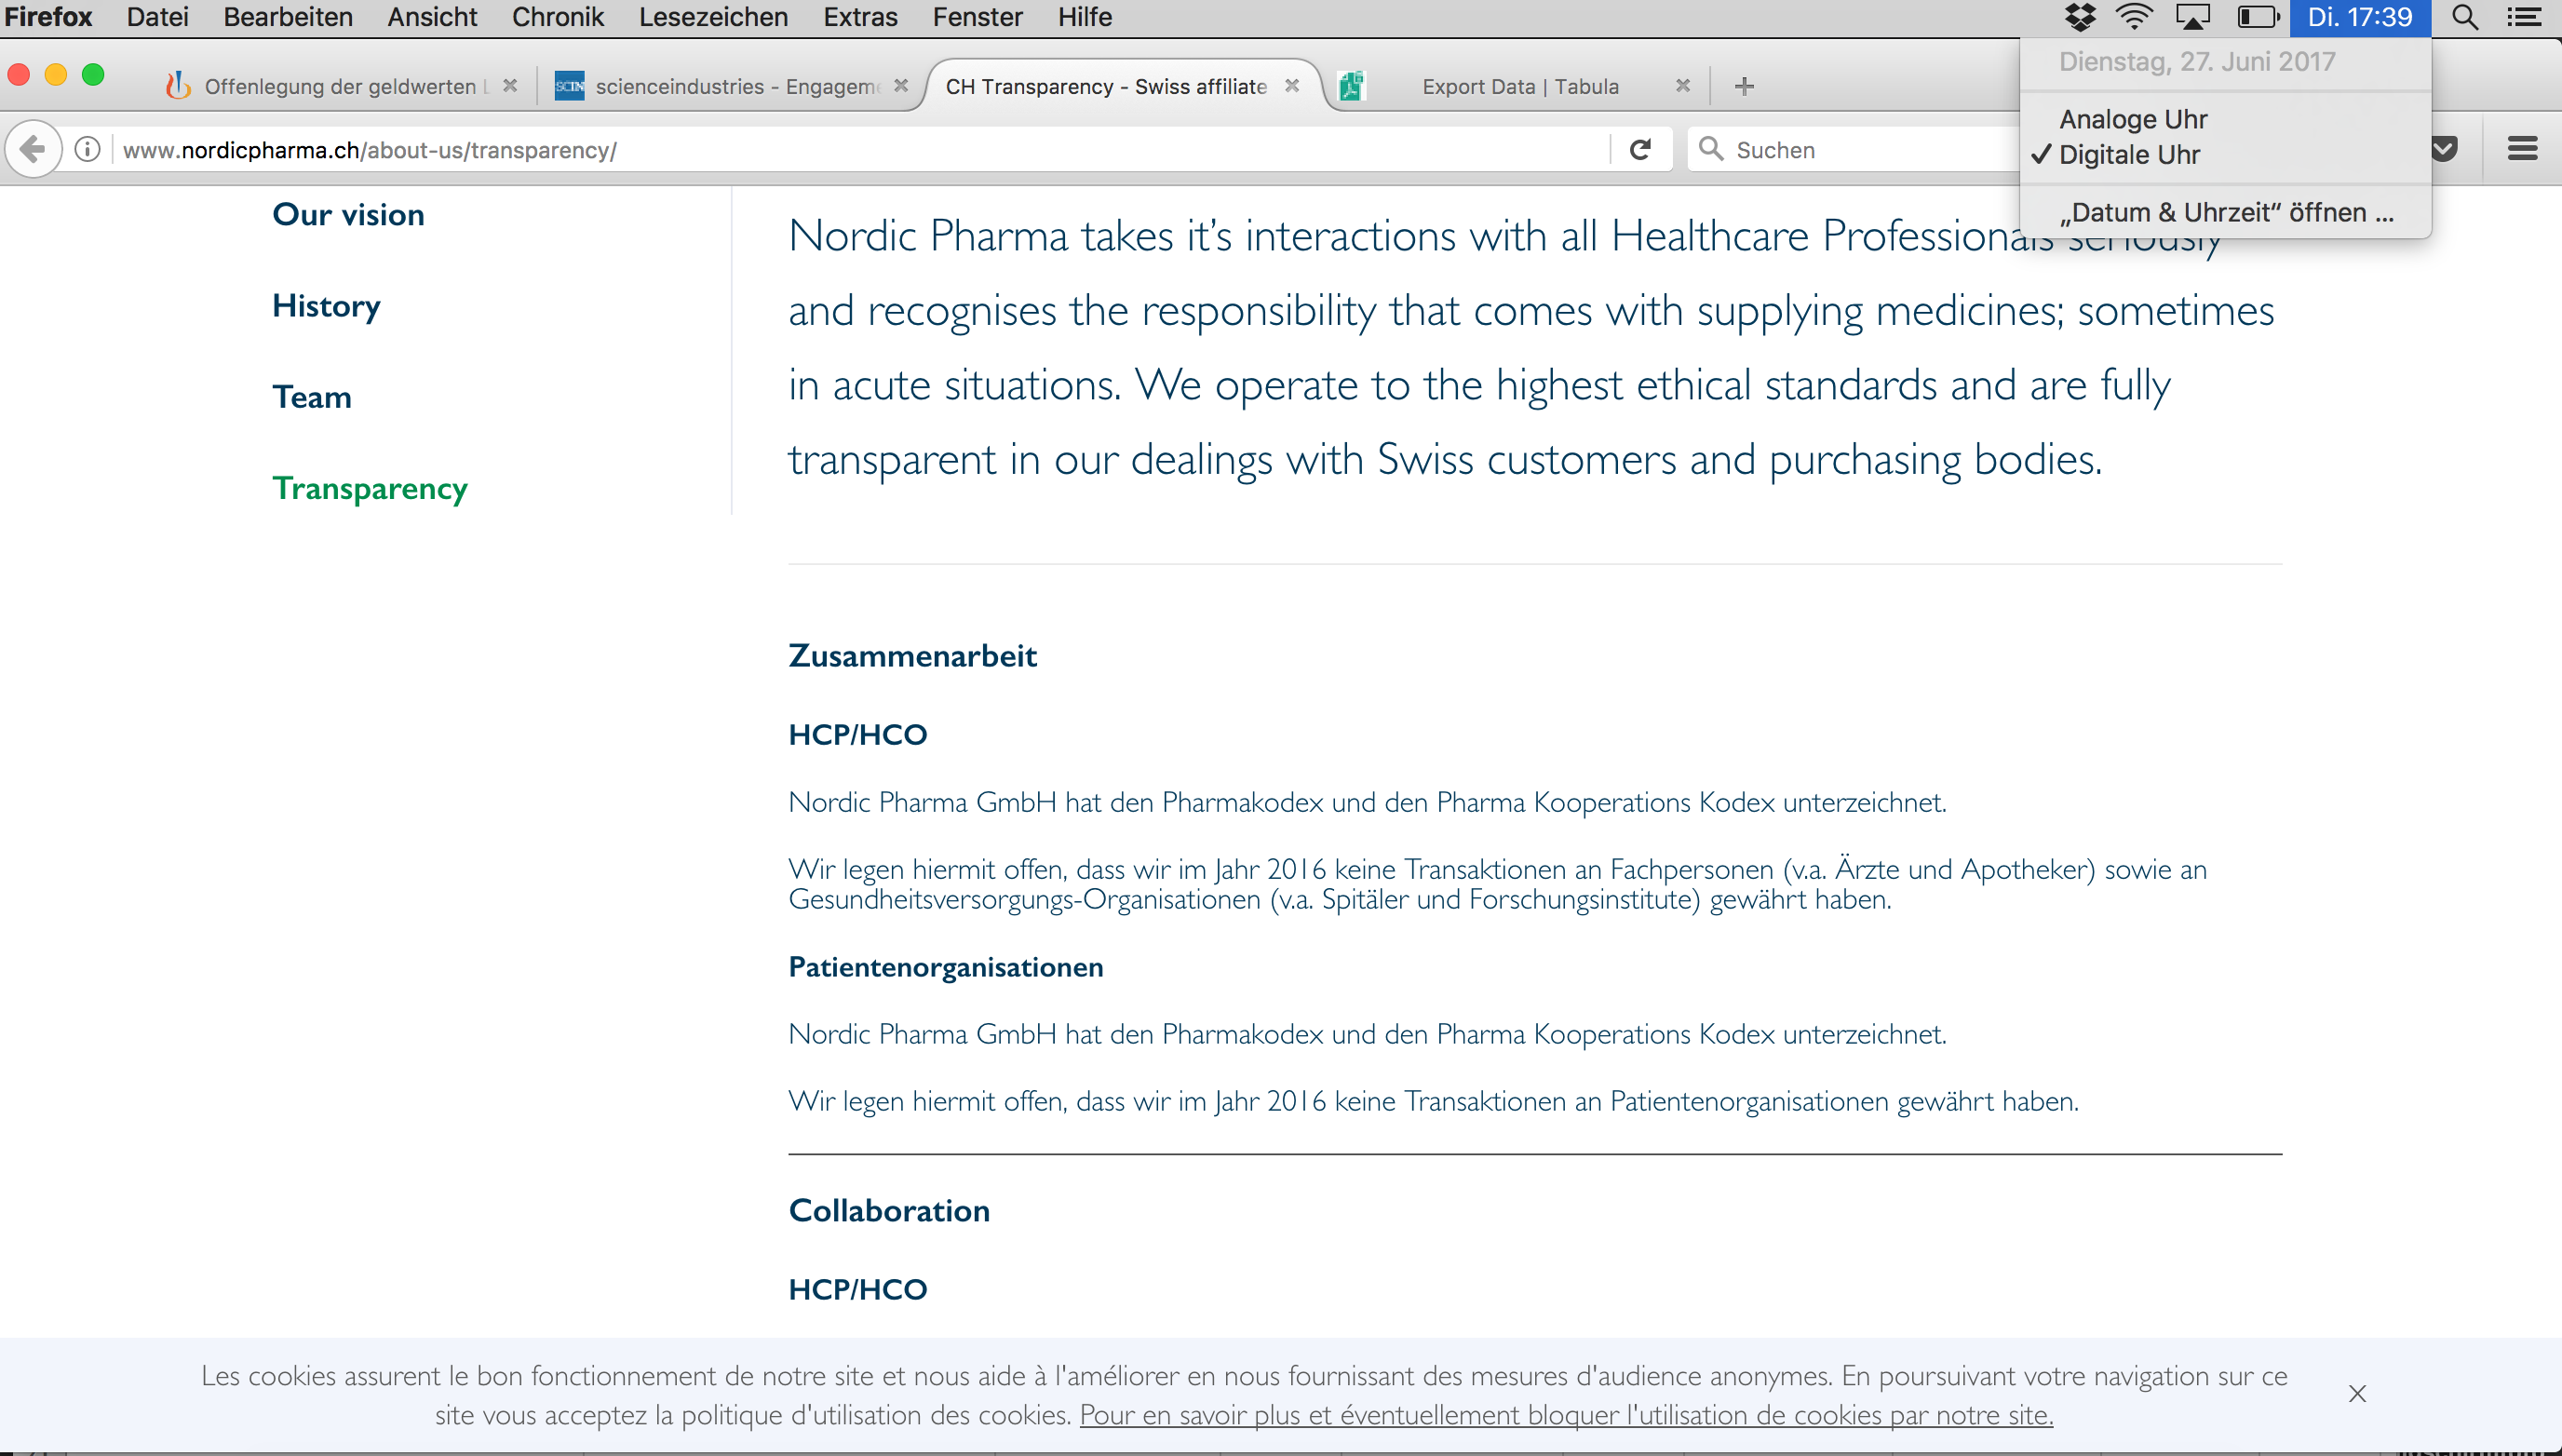 Firefox Datei Bearbeiten Ansicht Chronik Lesezeichen Extras Fenster Hilfe Di. 17:39
Dienstag, 27. Juni 2017
Analoge Uhr
✓ Digitale Uhr
„Datum & Uhrzeit“ öffnen ...
Offenlegung der geldwerten L
SCIN scienceindustries - Engageme
CH Transparency - Swiss affiliate
Export Data | Tabula
www.nordicpharma.ch/about-us/transparency/
Suchen
Our vision
History
Team
Transparency
Nordic Pharma takes it’s interactions with all Healthcare Professionals seriously
and recognises the responsibility that comes with supplying medicines; sometimes
in acute situations. We operate to the highest ethical standards and are fully
transparent in our dealings with Swiss customers and purchasing bodies.
Zusammenarbeit
HCP/HCO
Nordic Pharma GmbH hat den Pharmakodex und den Pharma Kooperations Kodex unterzeichnet.
Wir legen hiermit offen, dass wir im Jahr 2016 keine Transaktionen an Fachpersonen (v.a. Ärzte und Apotheker) sowie an
Gesundheitsversorgungs-Organisationen (v.a. Spitäler und Forschungsinstitute) gewährt haben.
Patientenorganisationen
Nordic Pharma GmbH hat den Pharmakodex und den Pharma Kooperations Kodex unterzeichnet.
Wir legen hiermit offen, dass wir im Jahr 2016 keine Transaktionen an Patientenorganisationen gewährt haben.
Collaboration
HCP/HCO
Les cookies assurent le bon fonctionnement de notre site et nous aide à l'améliorer en nous fournissant des mesures d'audience anonymes. En poursuivant votre navigation sur ce
site vous acceptez la politique d'utilisation des cookies. Pour en savoir plus et éventuellement bloquer l'utilisation de cookies par notre site.